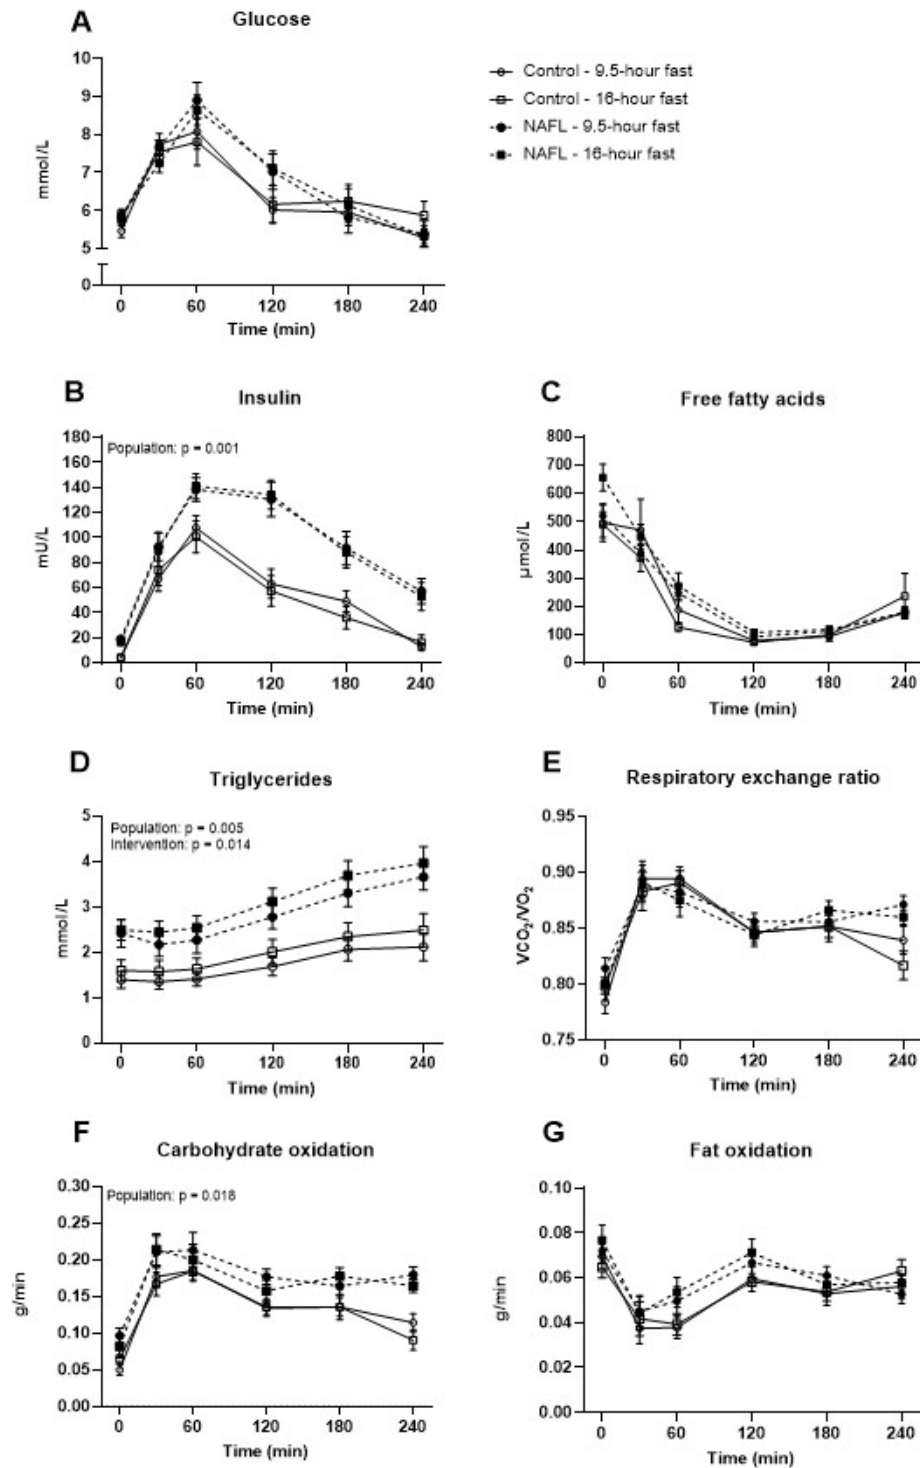 A
Glucose
10
9
8
7
6
5
0
mmol/L
0 60 120 180 240
Time (min)
Control - 9.5-hour fast
Control - 16-hour fast
NAFL - 9.5-hour fast
NAFL - 16-hour fast
B
Insulin
Population: p = 0.001
180
160
140
120
100
80
60
40
20
0
mU/L
0 60 120 180 240
Time (min)
C
Free fatty acids
800
700
600
500
400
300
200
100
0
µmol/L
0 60 120 180 240
Time (min)
D
Triglycerides
Population: p = 0.005
Intervention: p = 0.014
5
4
3
2
1
0
mmol/L
0 60 120 180 240
Time (min)
E
Respiratory exchange ratio
0.95
0.90
0.85
0.80
0.75
VCO₂/VO₂
0 60 120 180 240
Time (min)
F
Carbohydrate oxidation
Population: p = 0.018
0.30
0.25
0.20
0.15
0.10
0.05
0.00
g/min
0 60 120 180 240
Time (min)
G
Fat oxidation
0.10
0.08
0.06
0.04
0.02
0.00
g/min
0 60 120 180 240
Time (min)